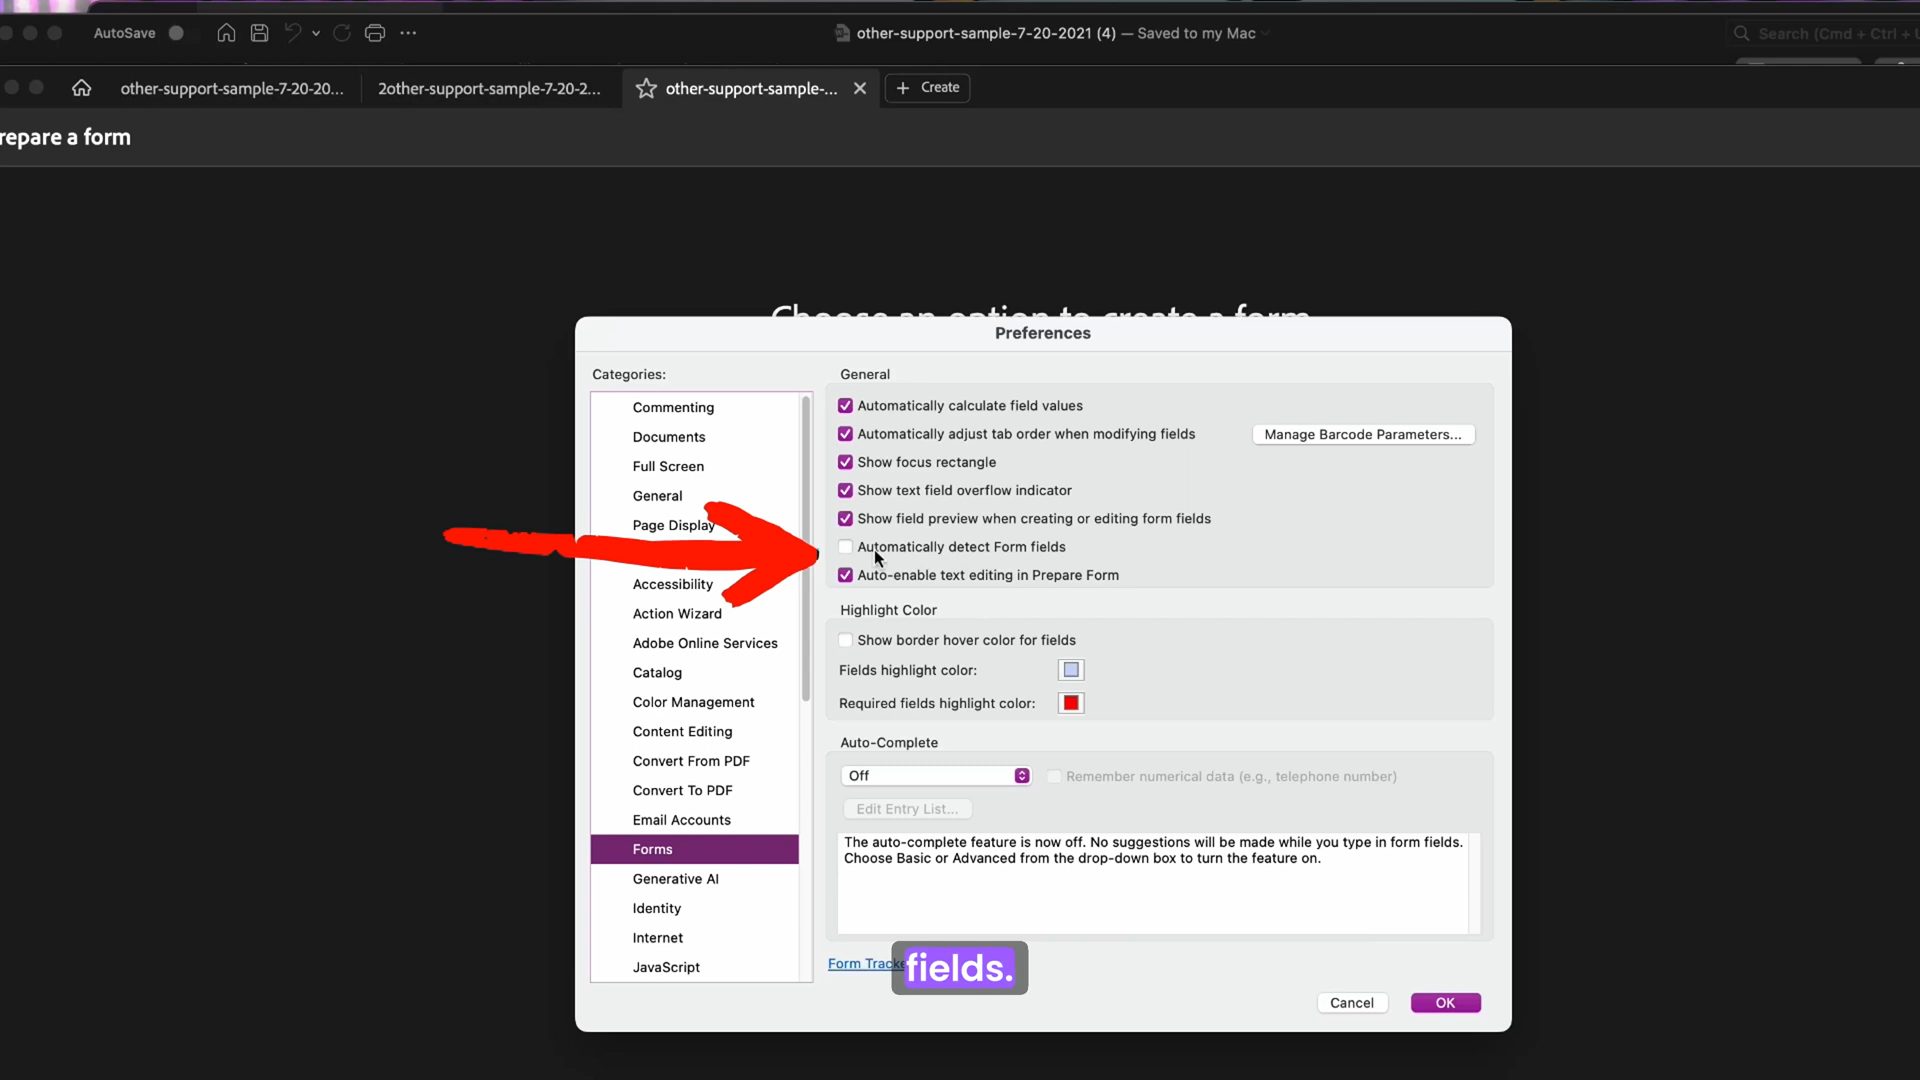 AutoSave
other-support-sample-7-20-2021 (4) — Saved to my Mac
Search (Cmd + Ctrl + U
other-support-sample-7-20-20...
2other-support-sample-7-20-2...
other-support-sample-...
+ Create
repare a form
Choose an option to create a form
Preferences
Categories:
Commenting
Documents
Full Screen
General
Page Display
Accessibility
Action Wizard
Adobe Online Services
Catalog
Color Management
Content Editing
Convert From PDF
Convert To PDF
Email Accounts
Forms
Generative AI
Identity
Internet
JavaScript
General
Automatically calculate field values
Automatically adjust tab order when modifying fields
Manage Barcode Parameters...
Show focus rectangle
Show text field overflow indicator
Show field preview when creating or editing form fields
Automatically detect Form fields
Auto-enable text editing in Prepare Form
Highlight Color
Show border hover color for fields
Fields highlight color:
Required fields highlight color:
Auto-Complete
Off
Remember numerical data (e.g., telephone number)
Edit Entry List...
The auto-complete feature is now off. No suggestions will be made while you type in form fields.
Choose Basic or Advanced from the drop-down box to turn the feature on.
Form Tracke
fields.
Cancel
OK